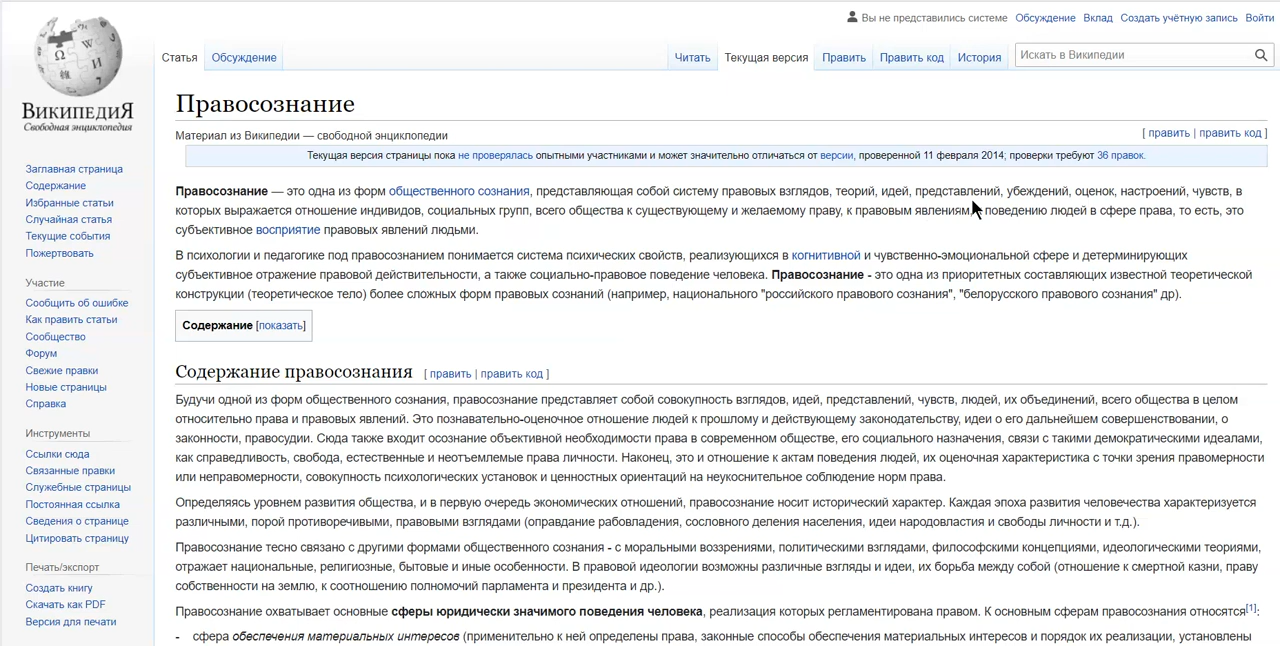 Вы не представились системе Обсуждение Вклад Создать учётную запись Войти
Статья Обсуждение Читать Текущая версия Править Править код История Искать в Википедии
ВИКИПЕДИЯ
Свободная энциклопедия
Заглавная страница
Содержание
Избранные статьи
Случайная статья
Текущие события
Пожертвовать
Участие
Сообщить об ошибке
Как править статьи
Сообщество
Форум
Свежие правки
Новые страницы
Справка
Инструменты
Ссылки сюда
Связанные правки
Служебные страницы
Постоянная ссылка
Сведения о странице
Цитировать страницу
Печать/экспорт
Создать книгу
Скачать как PDF
Версия для печати
Правосознание
Материал из Википедии — свободной энциклопедии [ править | править код ]
Текущая версия страницы пока не проверялась опытными участниками и может значительно отличаться от версии, проверенной 11 февраля 2014; проверки требуют 36 правок.
Правосознание — это одна из форм общественного сознания, представляющая собой систему правовых взглядов, теорий, идей, представлений, убеждений, оценок, настроений, чувств, в
которых выражается отношение индивидов, социальных групп, всего общества к существующему и желаемому праву, к правовым явлениям, поведению людей в сфере права, то есть, это
субъективное восприятие правовых явлений людьми.
В психологии и педагогике под правосознанием понимается система психических свойств, реализующихся в когнитивной и чувственно-эмоциональной сфере и детерминирующих
субъективное отражение правовой действительности, а также социально-правовое поведение человека. Правосознание - это одна из приоритетных составляющих известной теоретической
конструкции (теоретическое тело) более сложных форм правовых сознаний (например, национального "российского правового сознания", "белорусского правового сознания" др).
Содержание [показать]
Содержание правосознания [ править | править код ]
Будучи одной из форм общественного сознания, правосознание представляет собой совокупность взглядов, идей, представлений, чувств, людей, их объединений, всего общества в целом
относительно права и правовых явлений. Это познавательно-оценочное отношение людей к прошлому и действующему законодательству, идеи о его дальнейшем совершенствовании, о
законности, правосудии. Сюда также входит осознание объективной необходимости права в современном обществе, его социального назначения, связи с такими демократическими идеалами,
как справедливость, свобода, естественные и неотъемлемые права личности. Наконец, это и отношение к актам поведения людей, их оценочная характеристика с точки зрения правомерности
или неправомерности, совокупность психологических установок и ценностных ориентаций на неукоснительное соблюдение норм права.
Определяясь уровнем развития общества, и в первую очередь экономических отношений, правосознание носит исторический характер. Каждая эпоха развития человечества характеризуется
различными, порой противоречивыми, правовыми взглядами (оправдание рабовладения, сословного деления населения, идеи народовластия и свободы личности и т.д.).
Правосознание тесно связано с другими формами общественного сознания - с моральными воззрениями, политическими взглядами, философскими концепциями, идеологическими теориями,
отражает национальные, религиозные, бытовые и иные особенности. В правовой идеологии возможны различные взгляды и идеи, их борьба между собой (отношение к смертной казни, праву
собственности на землю, к соотношению полномочий парламента и президента и др.).
Правосознание охватывает основные сферы юридически значимого поведения человека, реализация которых регламентирована правом. К основным сферам правосознания относятся[1]:
- сфера обеспечения материальных интересов (применительно к ней определены права, законные способы обеспечения материальных интересов и порядок их реализации, установлены